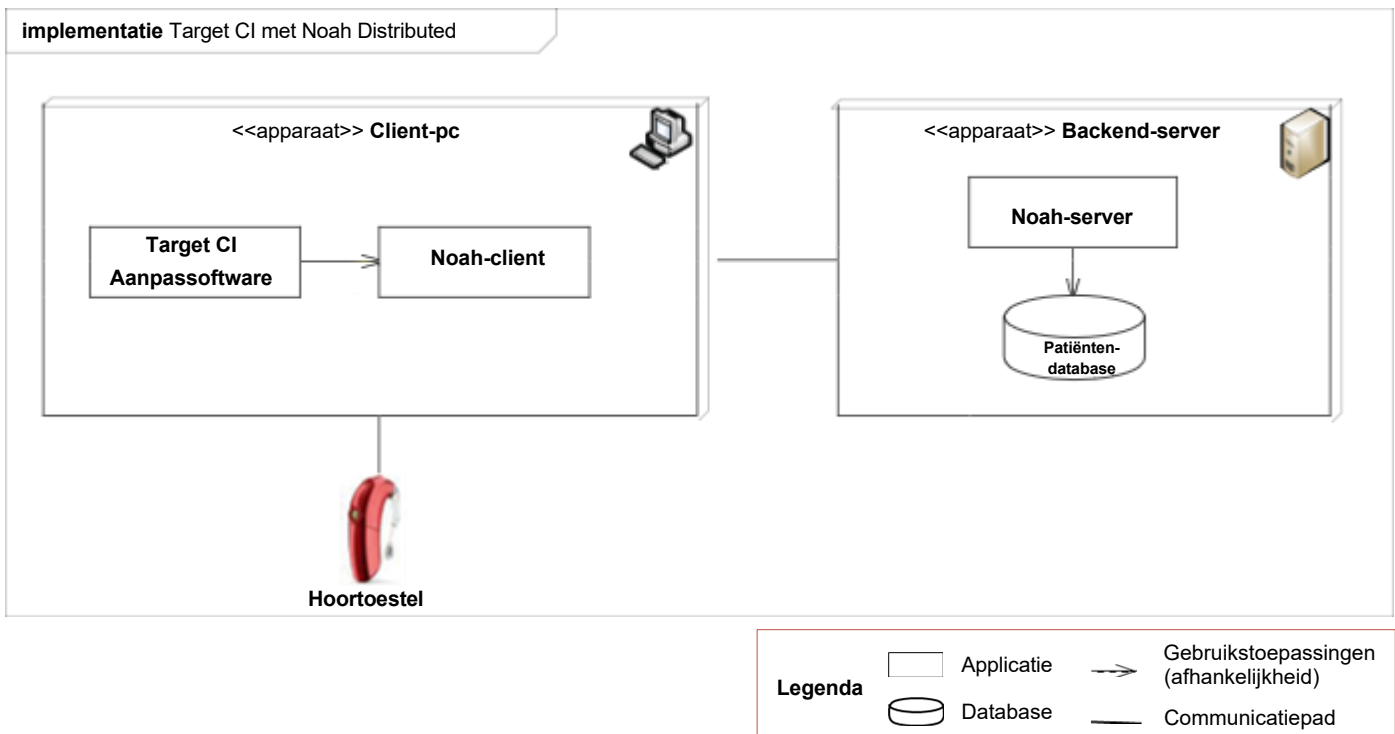 implementatie Target CI met Noah Distributed
<<apparaat>> Client-pc
<<apparaat>> Backend-server
Target CI
Aanpassoftware
Noah-client
Noah-server
Patiënten-
database
Hoortoestel
Legenda
Applicatie
Gebruikstoepassingen
(afhankelijkheid)
Database
Communicatiepad